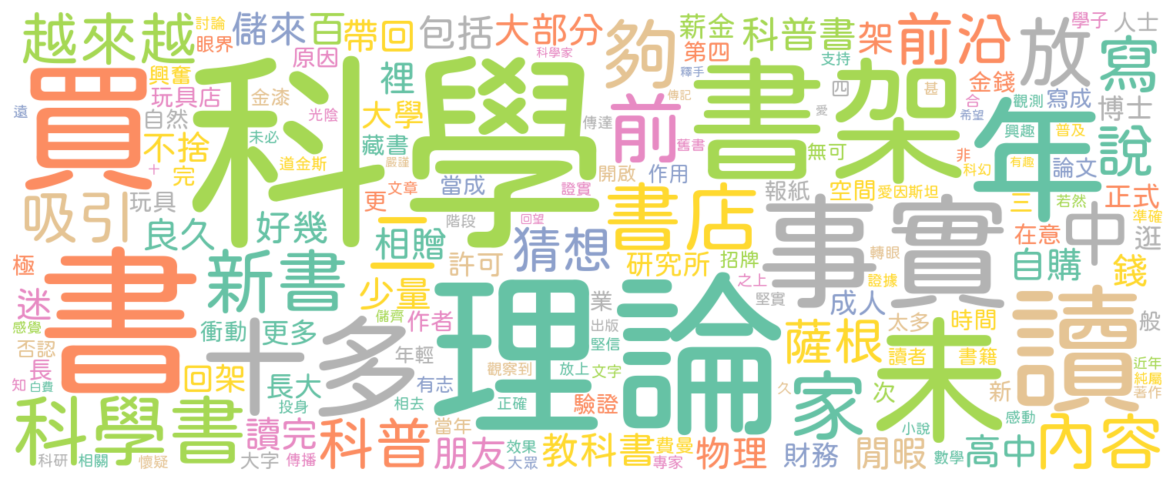 越來越
討論
眼界
儲來
百
帶回
包括
大部分
科學家
原因
夠
薪金
第四
科普書
支持
架
前沿
學子
人士
放
寫
買
科學
書架
年
說
前
興奮
玩具店
裡
遠
金漆
光陰
大學
自然
未必
不捨
完
藏書
道金斯
嚴謹
十
更
文章
當成
傳達
釋手
傳記
舊書
四
甚
愛
無可
金錢
觀測
寫成
合
希望
博士
興趣
普及
非
科幻
有趣
論文
開啟
作用
證實
吸引
玩具
良久
好幾
相贈
階段
回望
猜想
書店
報紙
空間
愛因斯坦
三
若然
正式
準確
事實
中
逛
在意
自購
錢
許可
研究所
招牌
轉眼
之上
證據
堅實
極
迷
感覺
否認
長
知
白費
書
新書
一
少量
衝動
更多
儲齊
作者
回架
長大
投身
十多
年輕
有志
相去
理論
業
出版
堅信
觀察到
放上
文字
正確
驗證
成人
薩根
太多
時間
讀者
書籍
家
次
久
未
新
讀
般
近年
純屬
著作
感動
小說
科學書
科研
相關
懷疑
讀完
大字
傳播
科普
當年
朋友
效果
大眾
教科書
費曼
專家
物理
財務
閒暇
數學
高中
內容